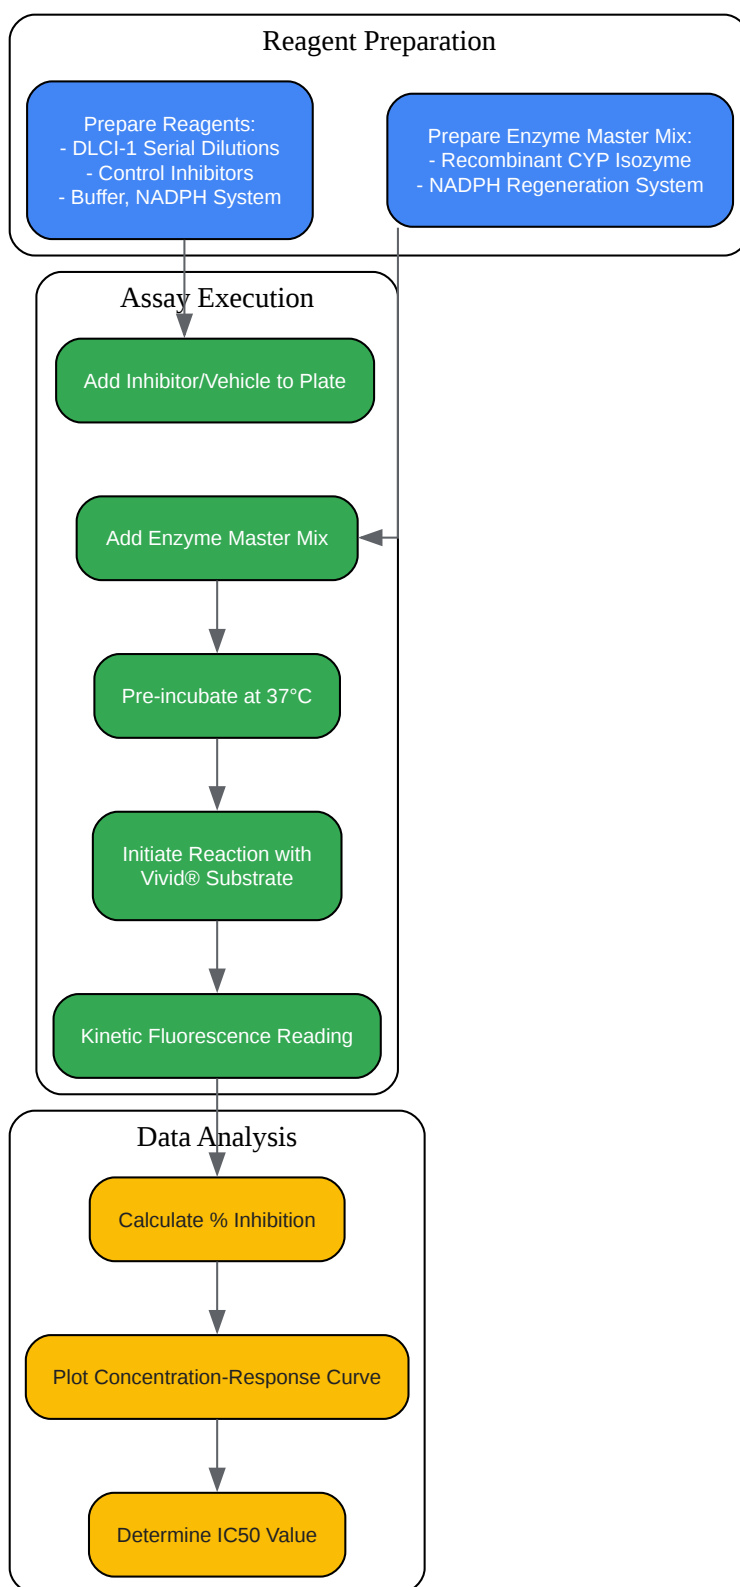 Reagent Preparation
Prepare Reagents:
- DLCI-1 Serial Dilutions
- Control Inhibitors
- Buffer, NADPH System
Prepare Enzyme Master Mix:
- Recombinant CYP Isozyme
- NADPH Regeneration System
Assay Execution
Add Inhibitor/Vehicle to Plate
Add Enzyme Master Mix
Pre-incubate at 37°C
Initiate Reaction with
Vivid® Substrate
Kinetic Fluorescence Reading
Data Analysis
Calculate % Inhibition
Plot Concentration-Response Curve
Determine IC50 Value